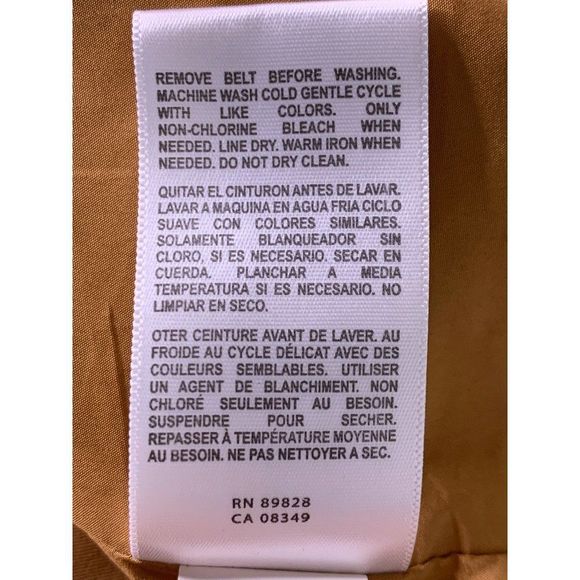 REMOVE BELT BEFORE WASHING.
MACHINE WASH COLD GENTLE CYCLE
WITH LIKE COLORS. ONLY
NON-CHLORINE BLEACH WHEN
NEEDED. LINE DRY. WARM IRON WHEN
NEEDED. DO NOT DRY CLEAN.
QUITAR EL CINTURON ANTES DE LAVAR.
LAVAR A MAQUINA EN AGUA FRIA CICLO
SUAVE CON COLORES SIMILARES.
SOLAMENTE BLANQUEADOR SIN
CLORO, SI ES NECESARIO. SECAR EN
CUERDA. PLANCHAR A MEDIA
TEMPERATURA SI ES NECESARIO. NO
LIMPIAR EN SECO.
OTER CEINTURE AVANT DE LAVER. AU
FROIDE AU CYCLE DÉLICAT AVEC DES
COULEURS SEMBLABLES. UTILISER
UN AGENT DE BLANCHIMENT. NON
CHLORÉ SEULEMENT AU BESOIN.
SUSPENDRE POUR SECHER.
REPASSER À TEMPÉRATURE MOYENNE
AU BESOIN. NE PAS NETTOYER A SEC.
RN 89828
CA 08349